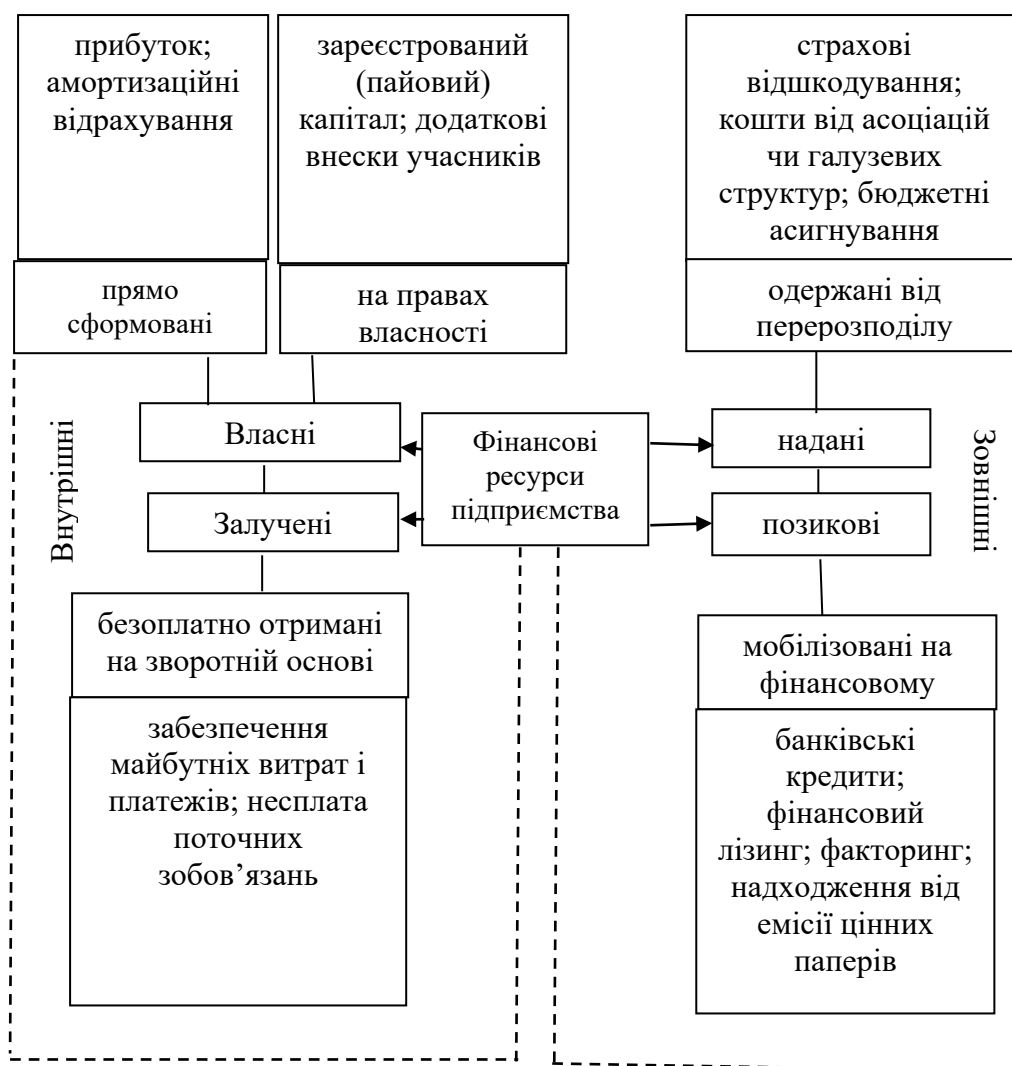 прибуток;
амортизаційні
відрахування
зареєстрований
(пайовий)
капітал; додаткові
внески учасників
страхові
відшкодування;
кошти від асоціацій
чи галузевих
структур; бюджетні
асигнування
прямо
сформовані
на правах
власності
одержані від
перерозподілу
Внутрішні
Власні
Залучені
Фінансові
ресурси
підприємства
надані
позикові
Зовнішні
безоплатно отримані
на зворотній основі
забезпечення
майбутніх витрат і
платежів; несплата
поточних
зобов’язань
мобілізовані на
фінансовому
банківські
кредити;
фінансовий
лізинг; факторинг;
надходження від
емісії цінних
паперів